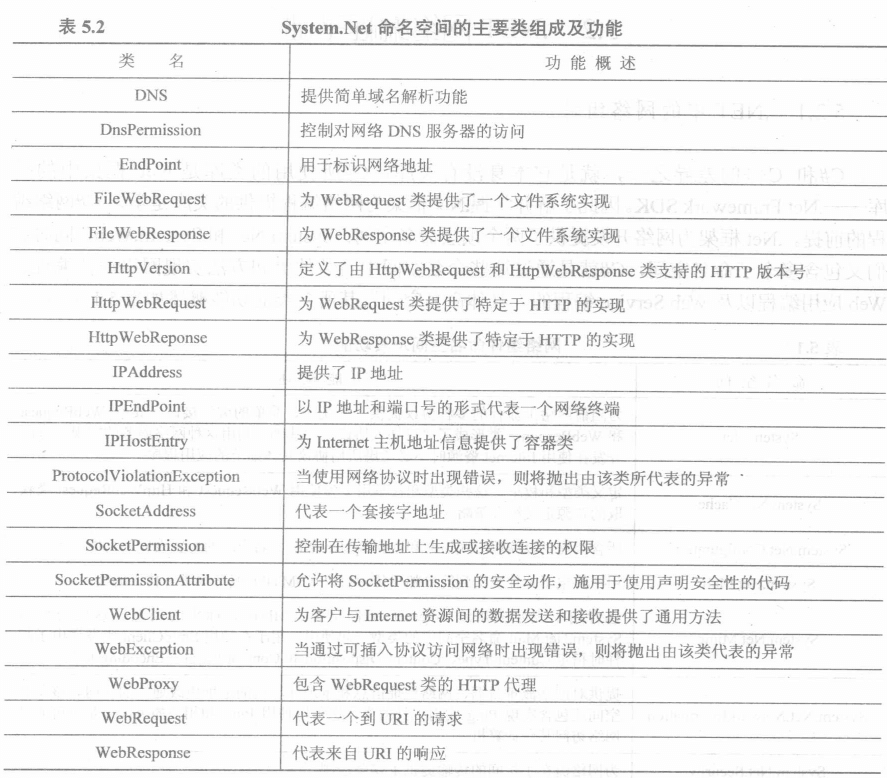 表 5.2 System.Net 命名空间的主要类组成及功能
类 名 功 能 概 述
DNS 提供简单域名解析功能
DnsPermission 控制对网络 DNS 服务器的访问
EndPoint 用于标识网络地址
FileWebRequest 为 WebRequest 类提供了一个文件系统实现
FileWebResponse 为 WebResponse 类提供了一个文件系统实现
HttpVersion 定义了由 HttpWebRequest 和 HttpWebResponse 类支持的 HTTP 版本号
HttpWebRequest 为 WebRequest 类提供了特定于 HTTP 的实现
HttpWebReponse 为 WebResponse 类提供了特定于 HTTP 的实现
IPAddress 提供了 IP 地址
IPEndPoint 以 IP 地址和端口号的形式代表一个网络终端
IPHostEntry 为 Internet 主机地址信息提供了容器类
ProtocolViolationException 当使用网络协议时出现错误，则将抛出由该类所代表的异常
SocketAddress 代表一个套接字地址
SocketPermission 控制在传输地址上生成或接收连接的权限
SocketPermissionAttribute 允许将 SocketPermission 的安全动作，施用于使用声明安全性的代码
WebClient 为客户与 Internet 资源间的数据发送和接收提供了通用方法
WebException 当通过可插入协议访问网络时出现错误，则将抛出由该类代表的异常
WebProxy 包含 WebRequest 类的 HTTP 代理
WebRequest 代表一个到 URI 的请求
WebResponse 代表来自 URI 的响应